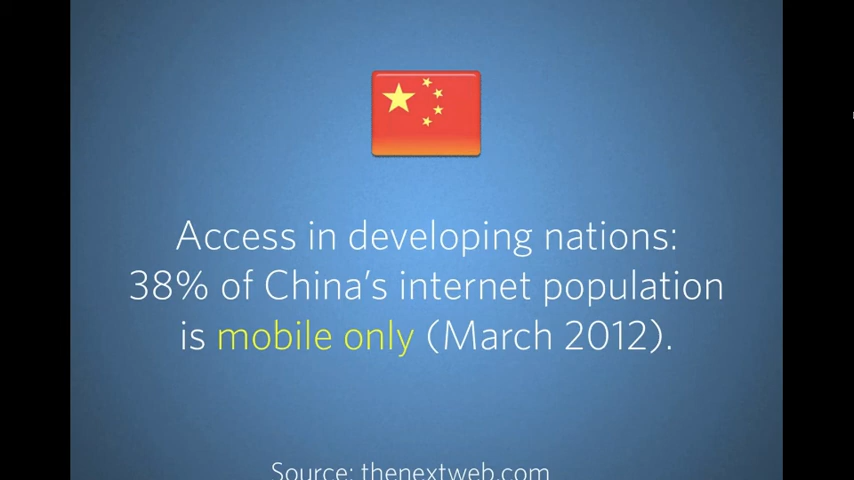 Access in developing nations:
38% of China’s internet population
is mobile only (March 2012).
Source: thenextweb.com